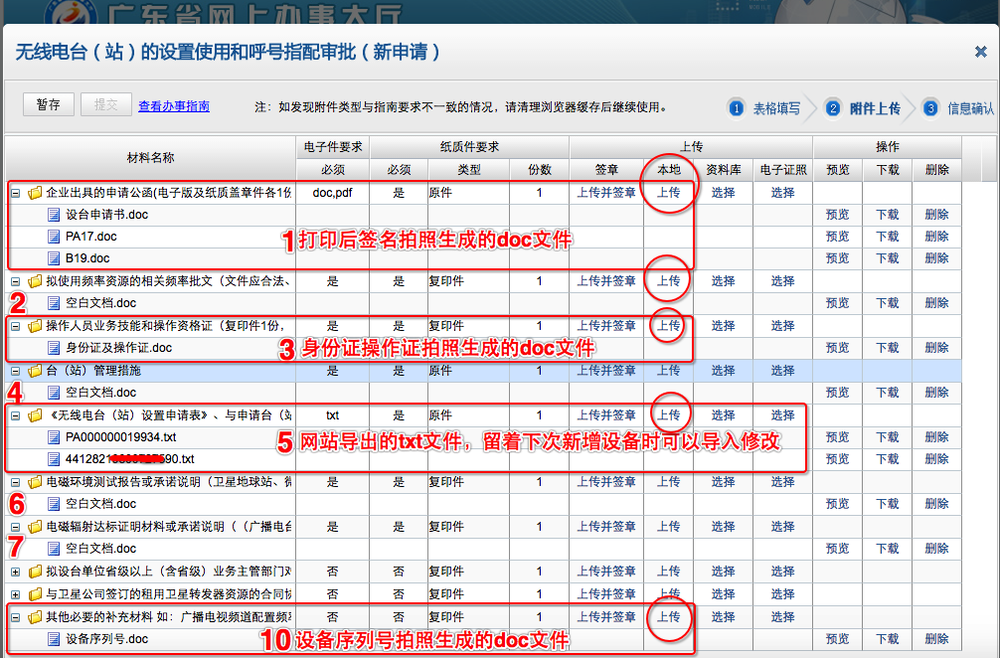 广东省网上办事大厅
无线电台（站）的设置使用和呼号指配审批（新申请）
暂存 提交 查看办事指南 注：如发现附件类型与指南要求不一致的情况，请清理浏览器缓存后继续使用。 1 表格填写 2 附件上传 3 信息确认
材料名称 电子件要求 纸质件要求 上传 操作
必须 必须 类型 份数 签章 本地 资料库 电子证照 预览 下载 删除
企业出具的申请公函(电子版及纸质盖章件各1份 doc,pdf 是 原件 1 上传并签章 上传 选择 选择
设台申请书.doc 预览 下载 删除
PA17.doc 预览 下载 删除
1 打印后签名拍照生成的doc文件
B19.doc 预览 下载 删除
拟使用频率资源的相关频率批文（文件应合法、 是 是 复印件 1 上传并签章 上传 选择 选择
2 空白文档.doc 预览 下载 删除
操作人员业务技能和操作资格证（复印件1份， 是 是 复印件 1 上传并签章 上传 选择 选择
身份证及操作证.doc 预览 下载 删除
3 身份证操作证拍照生成的doc文件
台（站）管理措施 是 是 原件 1 上传并签章 上传 选择 选择
4 空白文档.doc 预览 下载 删除
《无线电台（站）设置申请表》、与申请台（站 txt 是 原件 1 上传并签章 上传 选择 选择
PA000000019934.txt 预览 下载 删除
5 网站导出的txt文件，留着下次新增设备时可以导入修改
4412821 590.txt 预览 下载 删除
电磁环境测试报告或承诺说明（卫星地球站、微 是 是 复印件 1 上传并签章 上传 选择 选择
6 空白文档.doc 预览 下载 删除
电磁辐射达标证明材料或承诺说明（（广播电台 是 是 复印件 1 上传并签章 上传 选择 选择
7 空白文档.doc 预览 下载 删除
拟设台单位省级以上（含省级）业务主管部门对 否 否 复印件 1 上传并签章 上传 选择 选择
与卫星公司签订的租用卫星转发器资源的合同协 否 否 复印件 1 上传并签章 上传 选择 选择
其他必要的补充材料 如：广播电视频道配置频率 否 否 复印件 1 上传并签章 上传 选择 选择
设备序列号.doc 预览 下载 删除
10 设备序列号拍照生成的doc文件